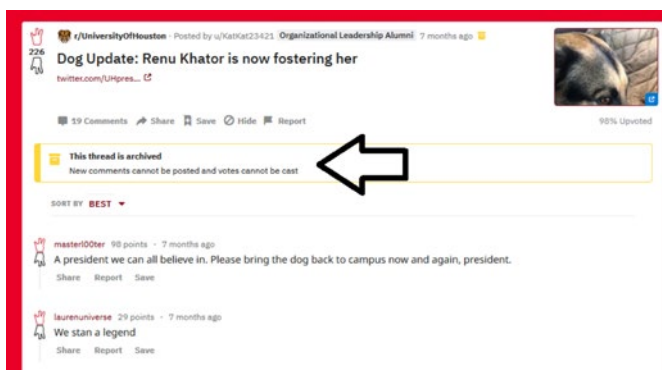 r/UniversityOfHouston · Posted by u/KatKat23421 Organizational Leadership Alumni 7 months ago
226
Dog Update: Renu Khator is now fostering her
twitter.com/UHpres...
19 Comments Share Save Hide Report
98% Upvoted
This thread is archived
New comments cannot be posted and votes cannot be cast
SORT BY BEST
masterl00ter 98 points · 7 months ago
A president we can all believe in. Please bring the dog back to campus now and again, president.
Share Report Save
laurenuniverse 29 points · 7 months ago
We stan a legend
Share Report Save